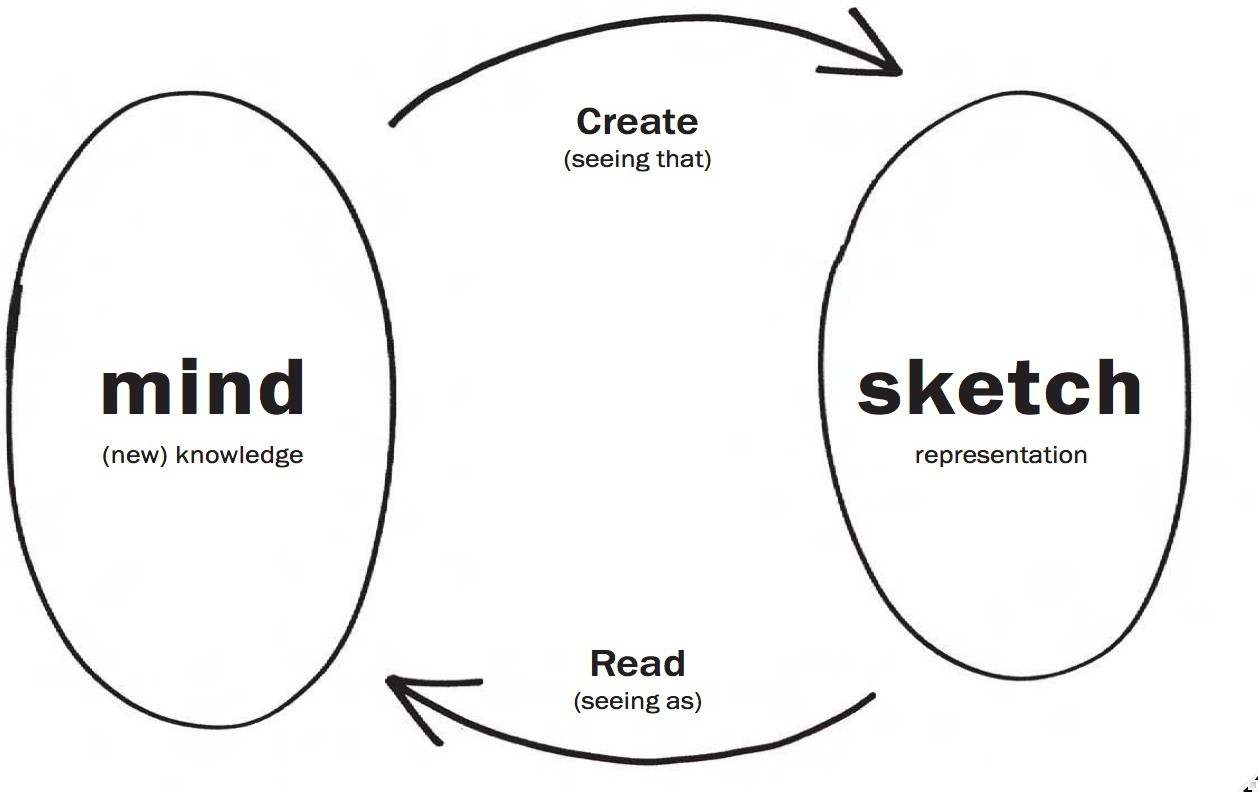 Create
(seeing that)
mind
(new) knowledge
sketch
representation
Read
(seeing as)